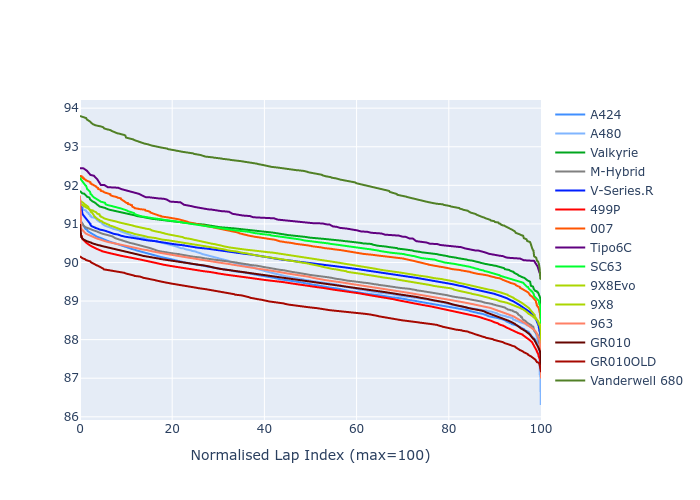 94
93
92
91
90
89
88
87
86
0 20 40 60 80 100
Normalised Lap Index (max=100)
A424
A480
Valkyrie
M-Hybrid
V-Series.R
499P
007
Tipo6C
SC63
9X8Evo
9X8
963
GR010
GR010OLD
Vanderwell 680